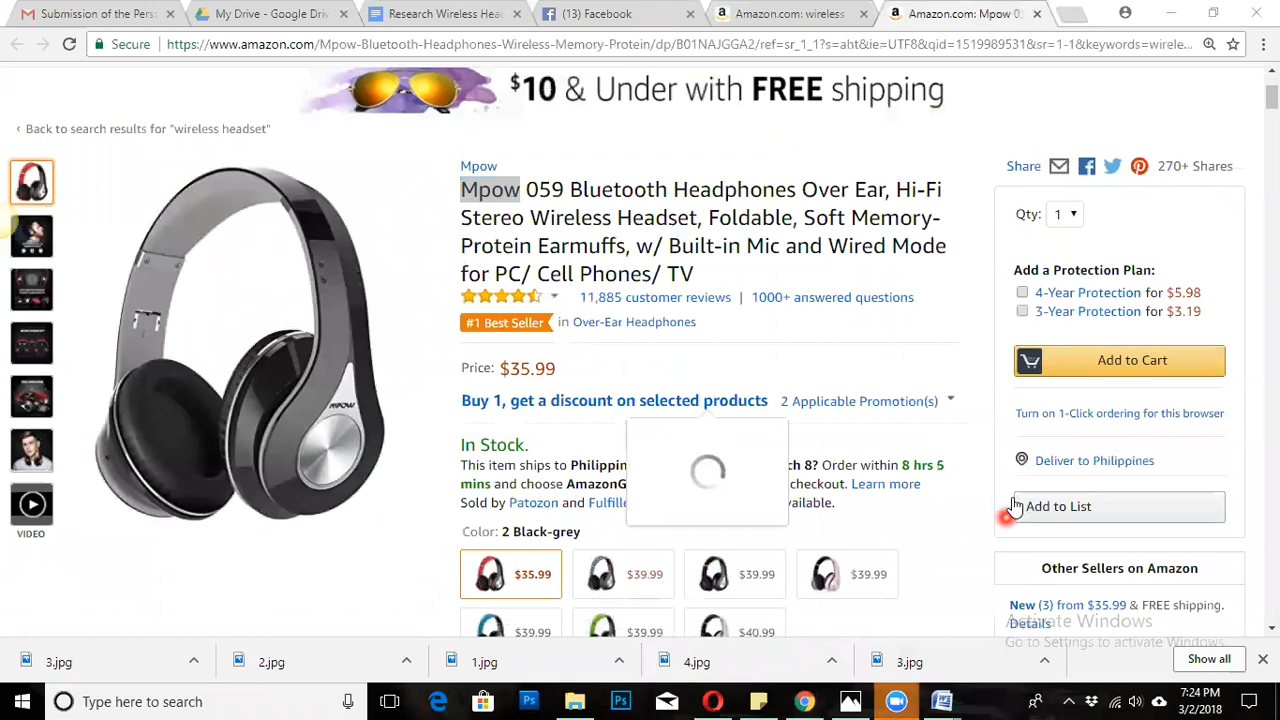 Submission of the Pers
My Drive - Google Driv
Research Wireless Hea
(13) Facebook
Amazon.com: wireless
Amazon.com: Mpow 0
Secure
https://www.amazon.com/Mpow-Bluetooth-Headphones-Wireless-Memory-Protein/dp/B01NAJGGA2/ref=sr_1_1?s=aht&ie=UTF8&qid=1519989531&sr=1-1&keywords=wirele...
$10 & Under with FREE shipping
‹ Back to search results for "wireless headset"
Mpow
Share
270+ Shares
Mpow 059 Bluetooth Headphones Over Ear, Hi-Fi
Stereo Wireless Headset, Foldable, Soft Memory-
Protein Earmuffs, w/ Built-in Mic and Wired Mode
for PC/ Cell Phones/ TV
11,885 customer reviews | 1000+ answered questions
#1 Best Seller in Over-Ear Headphones
Price: $35.99
Buy 1, get a discount on selected products 2 Applicable Promotion(s)
In Stock.
This item ships to Philippin ch 8? Order within 8 hrs 5
mins and choose AmazonG checkout. Learn more
Sold by Patozon and Fulfille vailable.
Color: 2 Black-grey
$35.99
$39.99
$39.99
$39.99
$39.99
$39.99
$40.99
MPOW
VIDEO
Qty: 1
Add a Protection Plan:
4-Year Protection for $5.98
3-Year Protection for $3.19
Add to Cart
Turn on 1-Click ordering for this browser
Deliver to Philippines
Add to List
Other Sellers on Amazon
New (3) from $35.99 & FREE shipping.
Details
Activate Windows
Go to Settings to activate Windows.
3.jpg
2.jpg
1.jpg
4.jpg
3.jpg
Show all
Type here to search
7:24 PM
3/2/2018